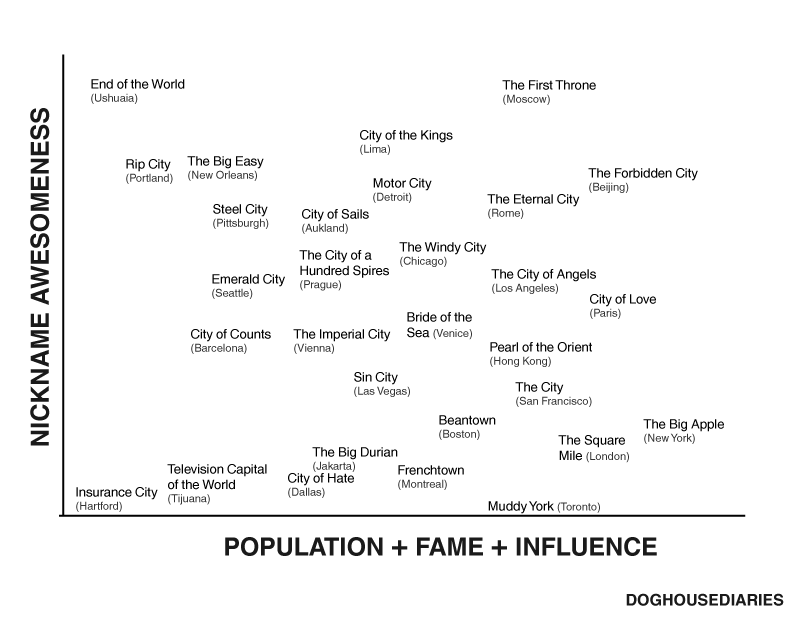 End of the World
(Ushuaia)
The First Throne
(Moscow)
City of the Kings
(Lima)
Rip City
(Portland)
The Big Easy
(New Orleans)
The Forbidden City
(Beijing)
Motor City
(Detroit)
The Eternal City
(Rome)
Steel City
(Pittsburgh)
City of Sails
(Aukland)
The Windy City
(Chicago)
The City of a
Hundred Spires
(Prague)
Emerald City
(Seattle)
The City of Angels
(Los Angeles)
City of Love
(Paris)
Bride of the
Sea (Venice)
City of Counts
(Barcelona)
The Imperial City
(Vienna)
Pearl of the Orient
(Hong Kong)
Sin City
(Las Vegas)
The City
(San Francisco)
Beantown
(Boston)
The Big Apple
(New York)
The Square
Mile (London)
The Big Durian
(Jakarta)
Television Capital
of the World
(Tijuana)
City of Hate
(Dallas)
Frenchtown
(Montreal)
Insurance City
(Hartford)
Muddy York (Toronto)
NICKNAME AWESOMENESS
POPULATION + FAME + INFLUENCE
DOGHOUSEDIARIES